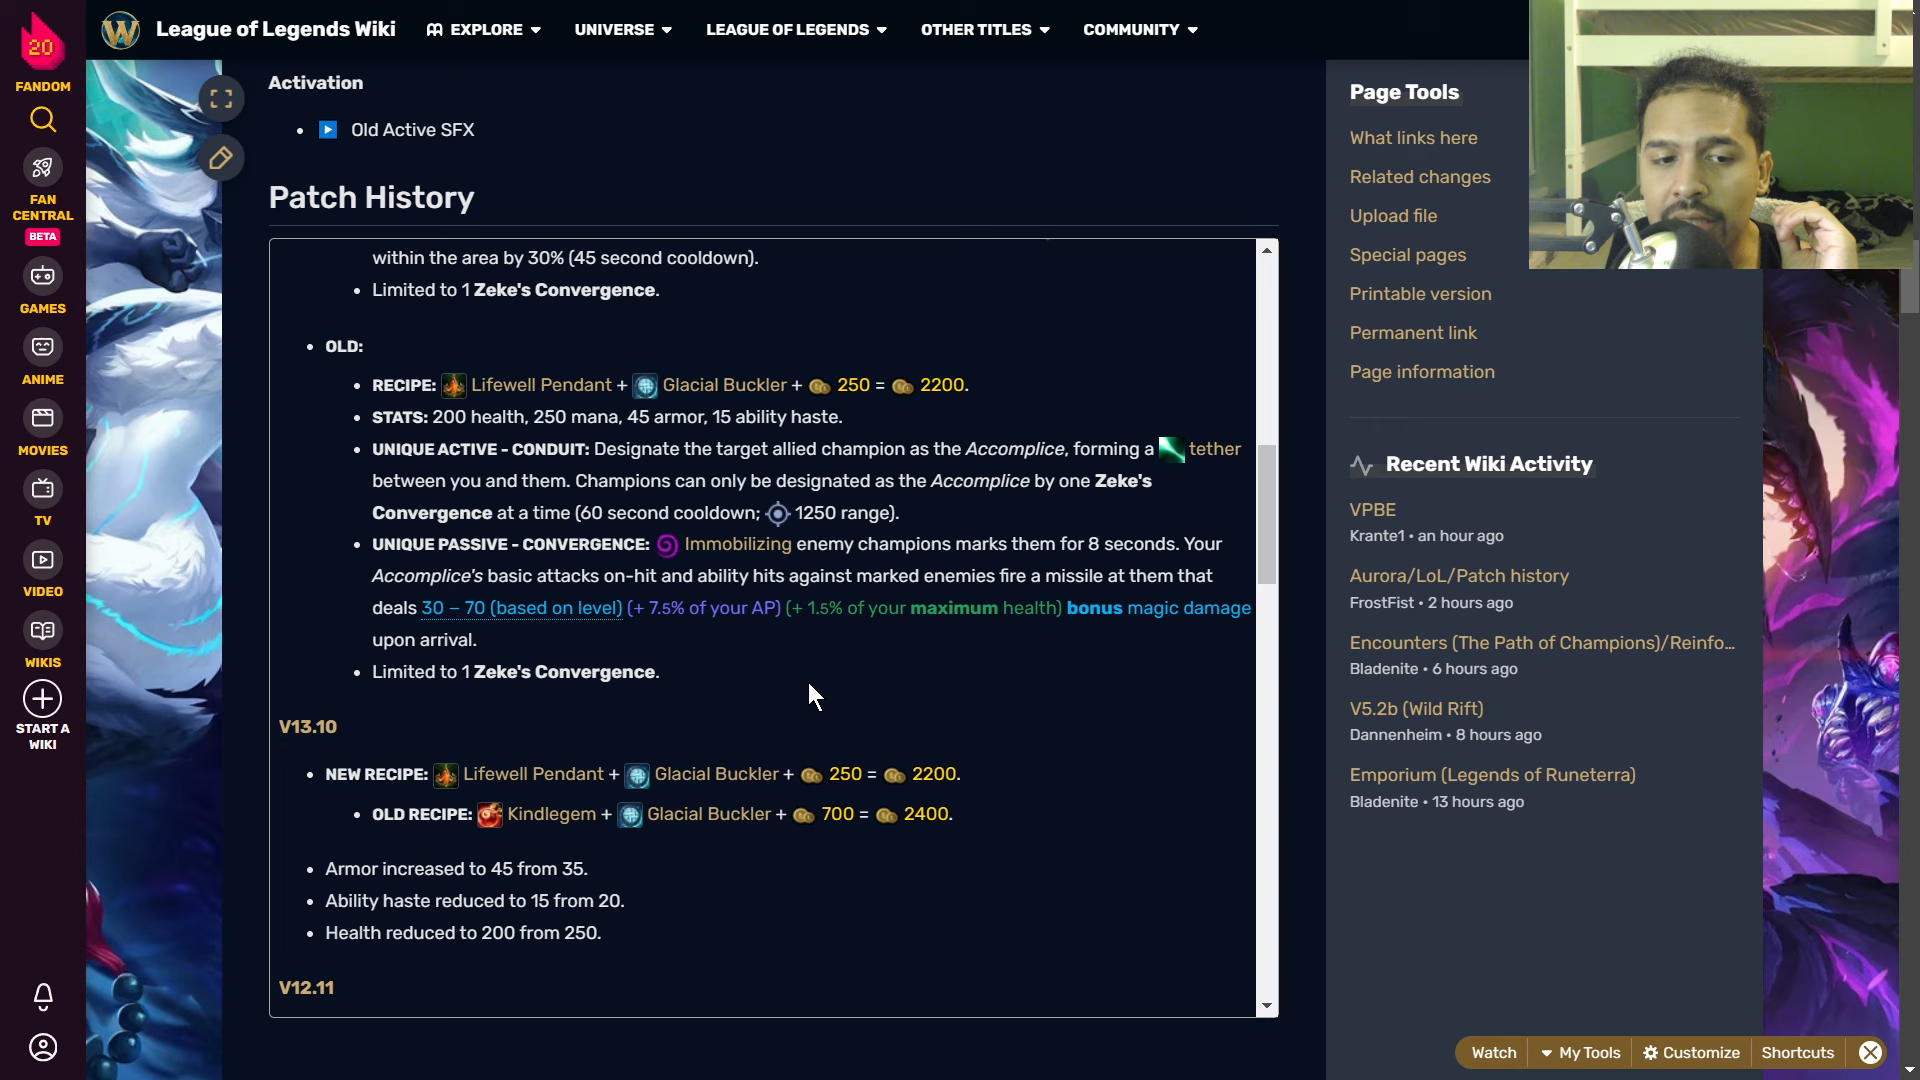 20
FANDOM
FAN
CENTRAL
BETA
GAMES
ANIME
MOVIES
TV
VIDEO
WIKIS
START A
WIKI
League of Legends Wiki
EXPLORE
UNIVERSE
LEAGUE OF LEGENDS
OTHER TITLES
COMMUNITY
Activation
• Old Active SFX
Patch History
within the area by 30% (45 second cooldown).
• Limited to 1 Zeke's Convergence.
• OLD:
• RECIPE: Lifewell Pendant + Glacial Buckler + 250 = 2200.
• STATS: 200 health, 250 mana, 45 armor, 15 ability haste.
• UNIQUE ACTIVE - CONDUIT: Designate the target allied champion as the Accomplice, forming a tether
between you and them. Champions can only be designated as the Accomplice by one Zeke's
Convergence at a time (60 second cooldown; 1250 range).
• UNIQUE PASSIVE - CONVERGENCE: Immobilizing enemy champions marks them for 8 seconds. Your
Accomplice's basic attacks on-hit and ability hits against marked enemies fire a missile at them that
deals 30 – 70 (based on level) (+ 7.5% of your AP) (+ 1.5% of your maximum health) bonus magic damage
upon arrival.
• Limited to 1 Zeke's Convergence.
V13.10
• NEW RECIPE: Lifewell Pendant + Glacial Buckler + 250 = 2200.
• OLD RECIPE: Kindlegem + Glacial Buckler + 700 = 2400.
• Armor increased to 45 from 35.
• Ability haste reduced to 15 from 20.
• Health reduced to 200 from 250.
V12.11
Page Tools
What links here
Related changes
Upload file
Special pages
Printable version
Permanent link
Page information
Recent Wiki Activity
VPBE
Krante1 • an hour ago
Aurora/LoL/Patch history
FrostFist • 2 hours ago
Encounters (The Path of Champions)/Reinfo...
Bladenite • 6 hours ago
V5.2b (Wild Rift)
Dannenheim • 8 hours ago
Emporium (Legends of Runeterra)
Bladenite • 13 hours ago
Watch
My Tools
Customize
Shortcuts